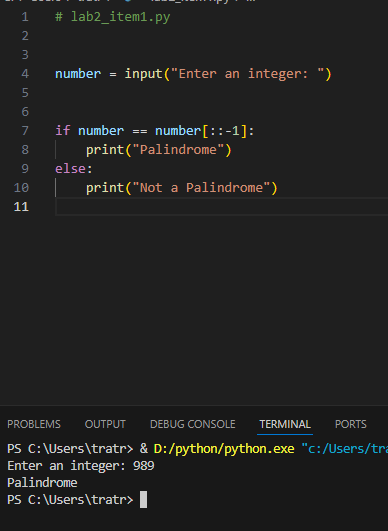 1 # lab2_item1.py
2
3
4 number = input("Enter an integer: ")
5
6
7 if number == number[::-1]:
8     print("Palindrome")
9 else:
10     print("Not a Palindrome")
11
PROBLEMS OUTPUT DEBUG CONSOLE TERMINAL PORTS
PS C:\Users\tratr> & D:/python/python.exe "c:/Users/tra
Enter an integer: 989
Palindrome
PS C:\Users\tratr>